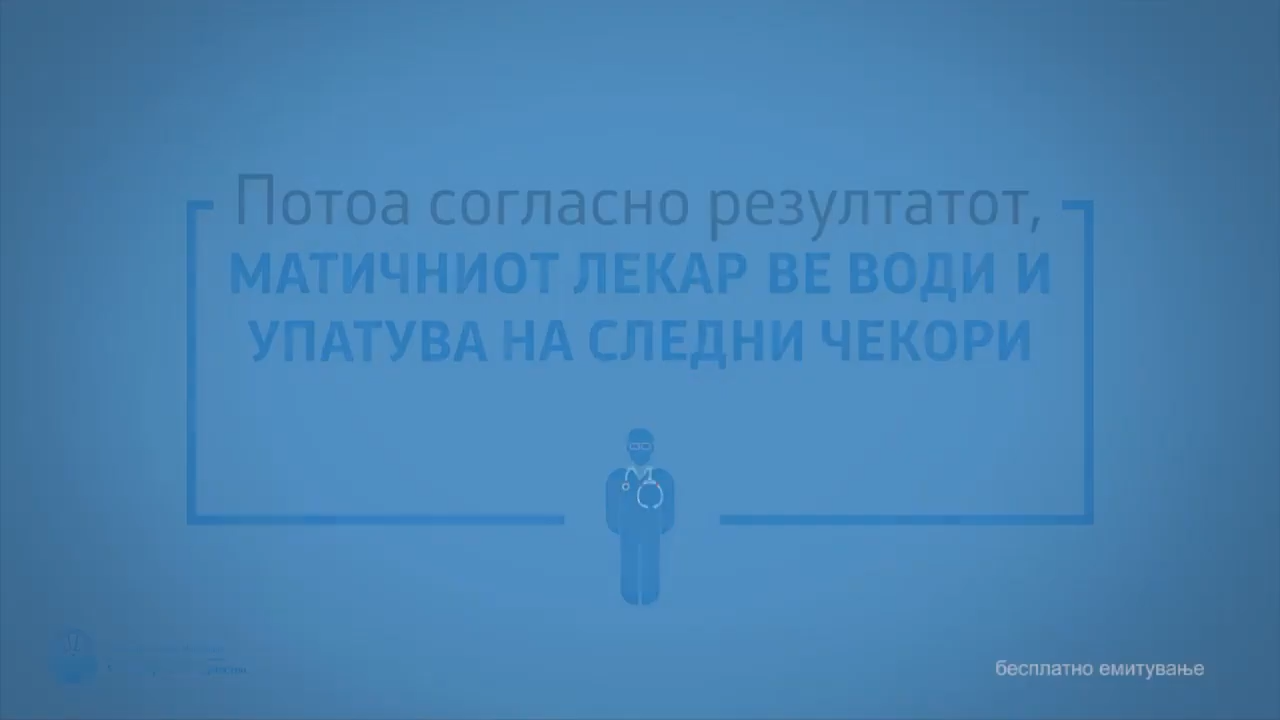 Потоа согласно резултатот,
МАТИЧНИОТ ЛЕКАР ВЕ ВОДИ И
УПАТУВА НА СЛЕДНИ ЧЕКОРИ
бесплатно емитување